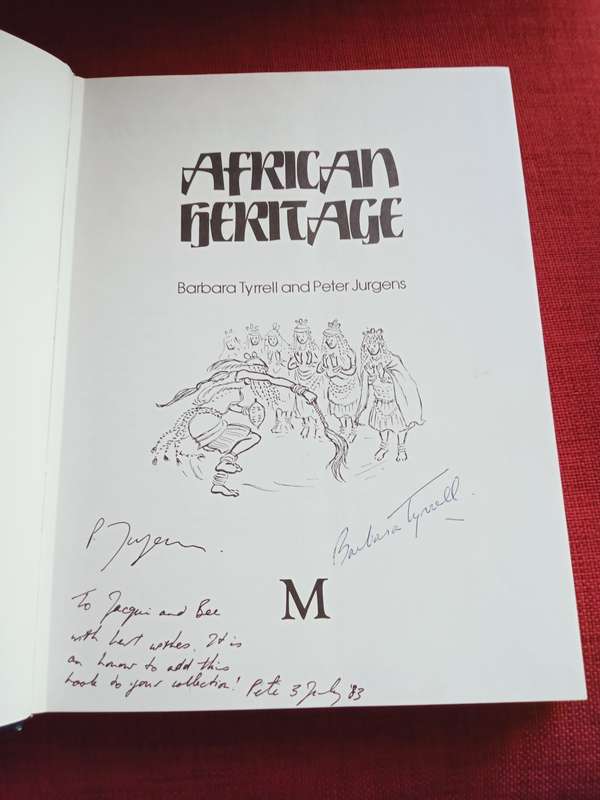 AFRICAN
HERITAGE
Barbara Tyrrell and Peter Jurgens
P. Jurgens.
Barbara Tyrrell.
M
To Jacqui and Bee
with best wishes. It is
an honour to add this
book to your collection! Pete 3 July '83